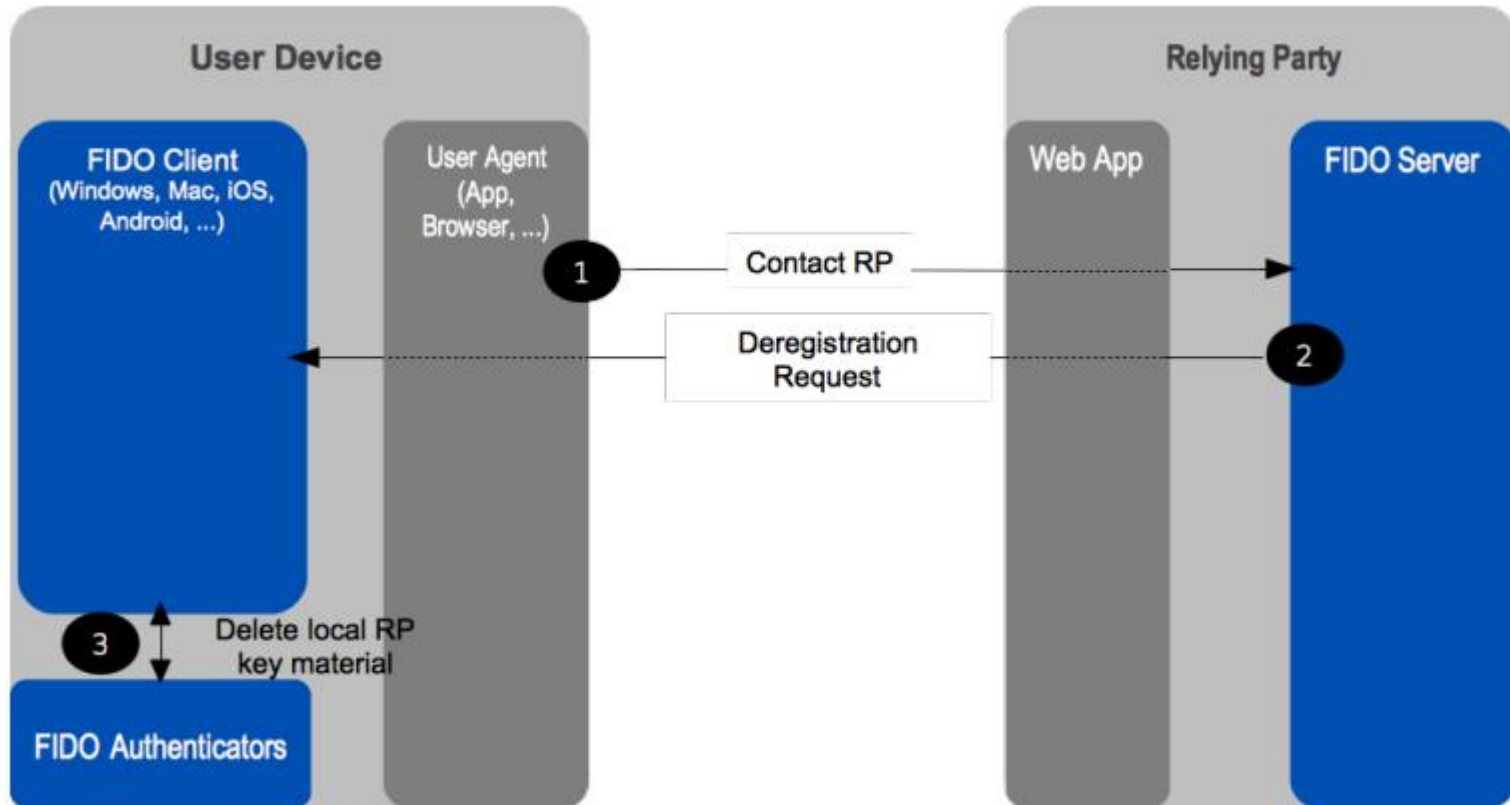 User Device
Relying Party
FIDO Client
(Windows, Mac, iOS,
Android, ...)
User Agent
(App,
Browser, ...)
Web App
FIDO Server
1
Contact RP
Deregistration
Request
2
3
Delete local RP
key material
FIDO Authenticators